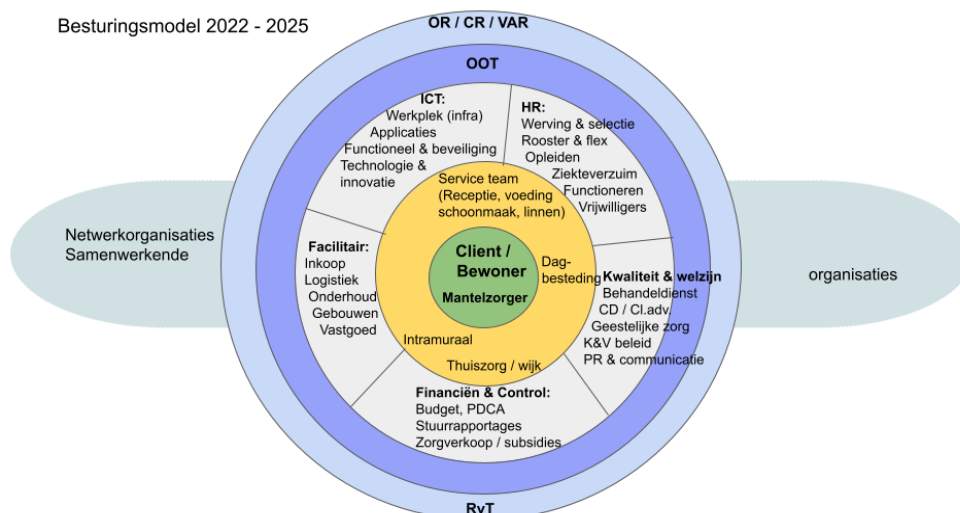 Besturingsmodel 2022 - 2025
OR / CR / VAR
OOT
ICT:
Werkplek (infra)
Applicaties
Functioneel & beveiliging
Technologie &
innovatie
HR:
Werving & selectie
Rooster & flex
Opleiden
Ziekteverzuim
Functioneren
Vrijwilligers
Service team
(Receptie, voeding
schoonmaak, linnen)
Netwerkorganisaties
Samenwerkende
organisaties
Facilitair:
Inkoop
Logistiek
Onderhoud
Gebouwen
Vastgoed
Client /
Bewoner
Mantelzorger
Dag-
besteding
Kwaliteit & welzijn
Behandeldienst
CD / Cl.adv.
Geestelijke zorg
K&V beleid
PR & communicatie
Intramuraal
Thuiszorg / wijk
Financiën & Control:
Budget, PDCA
Stuurrapportages
Zorgverkoop / subsidies
RvT